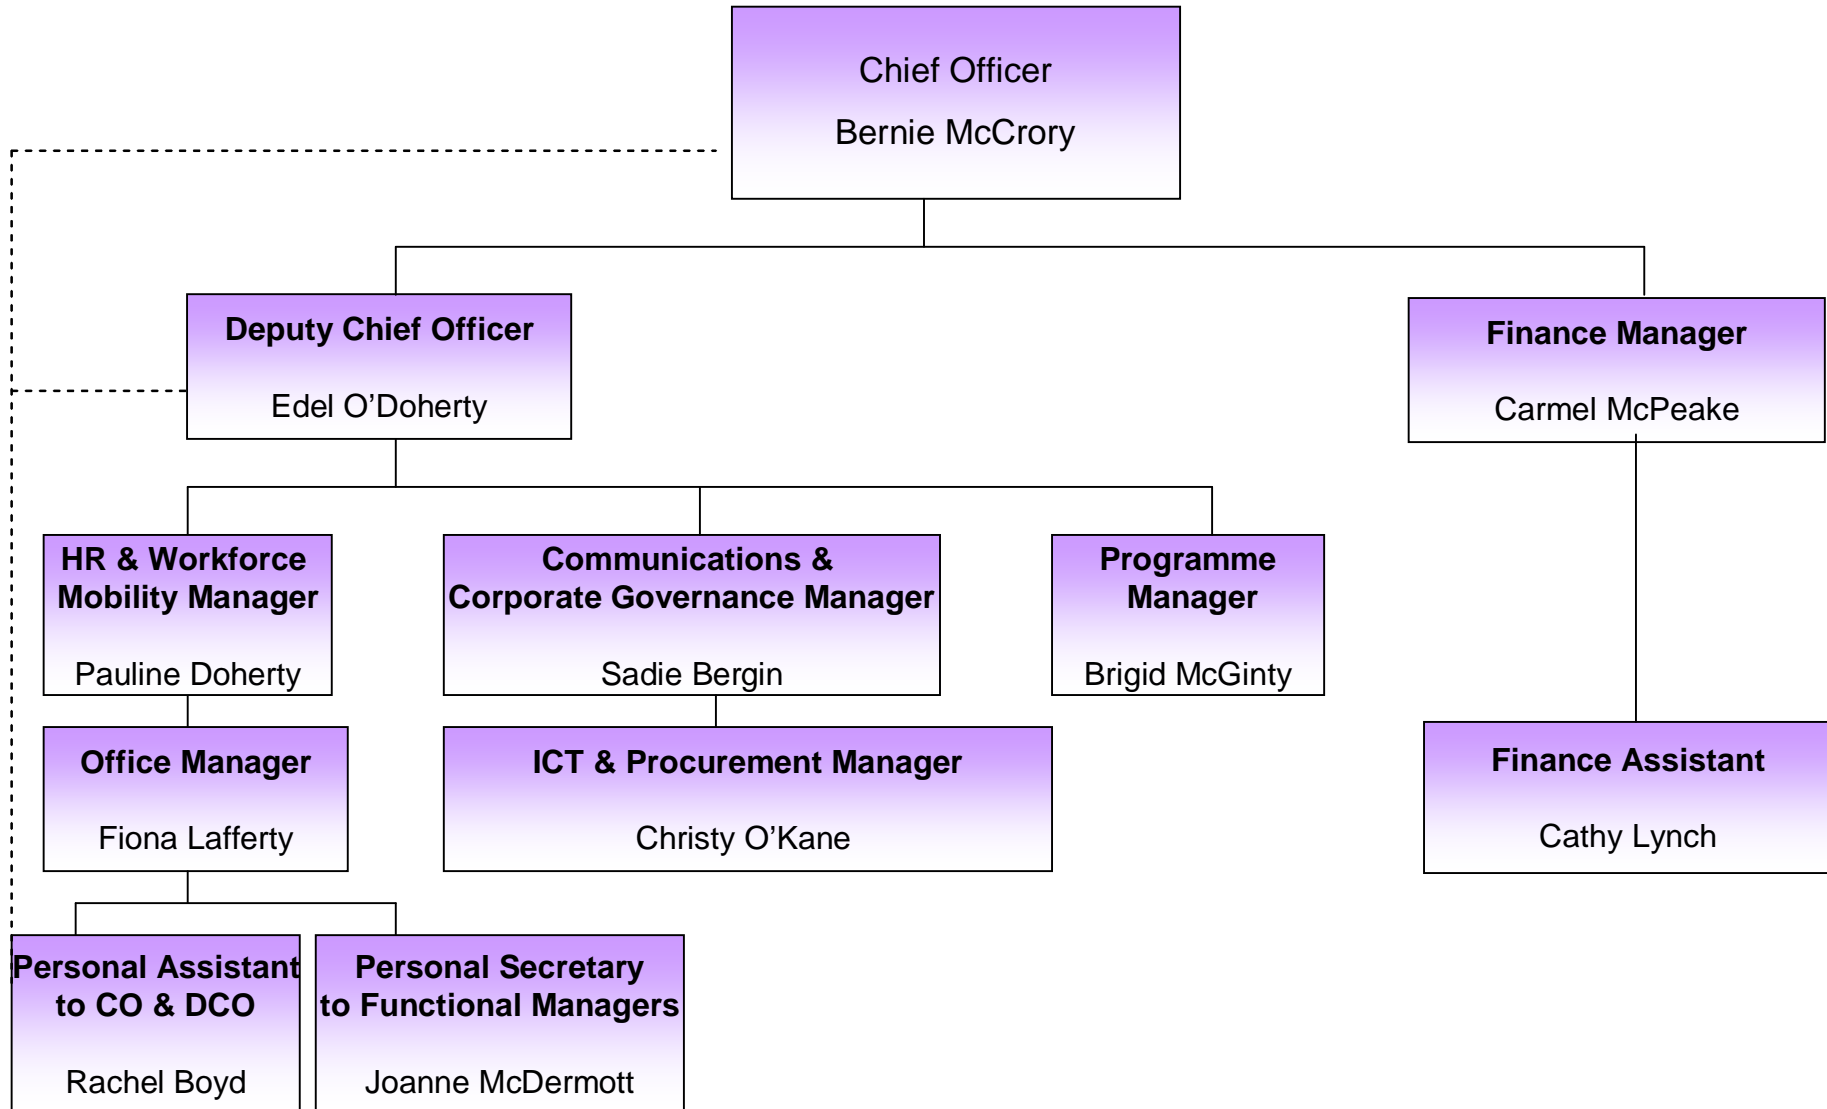 Chief Officer
Bernie McCrory
Deputy Chief Officer
Edel O’Doherty
Finance Manager
Carmel McPeake
HR & Workforce
Mobility Manager
Pauline Doherty
Communications &
Corporate Governance Manager
Sadie Bergin
Programme
Manager
Brigid McGinty
Office Manager
Fiona Lafferty
ICT & Procurement Manager
Christy O’Kane
Finance Assistant
Cathy Lynch
Personal Assistant
to CO & DCO
Rachel Boyd
Personal Secretary
to Functional Managers
Joanne McDermott